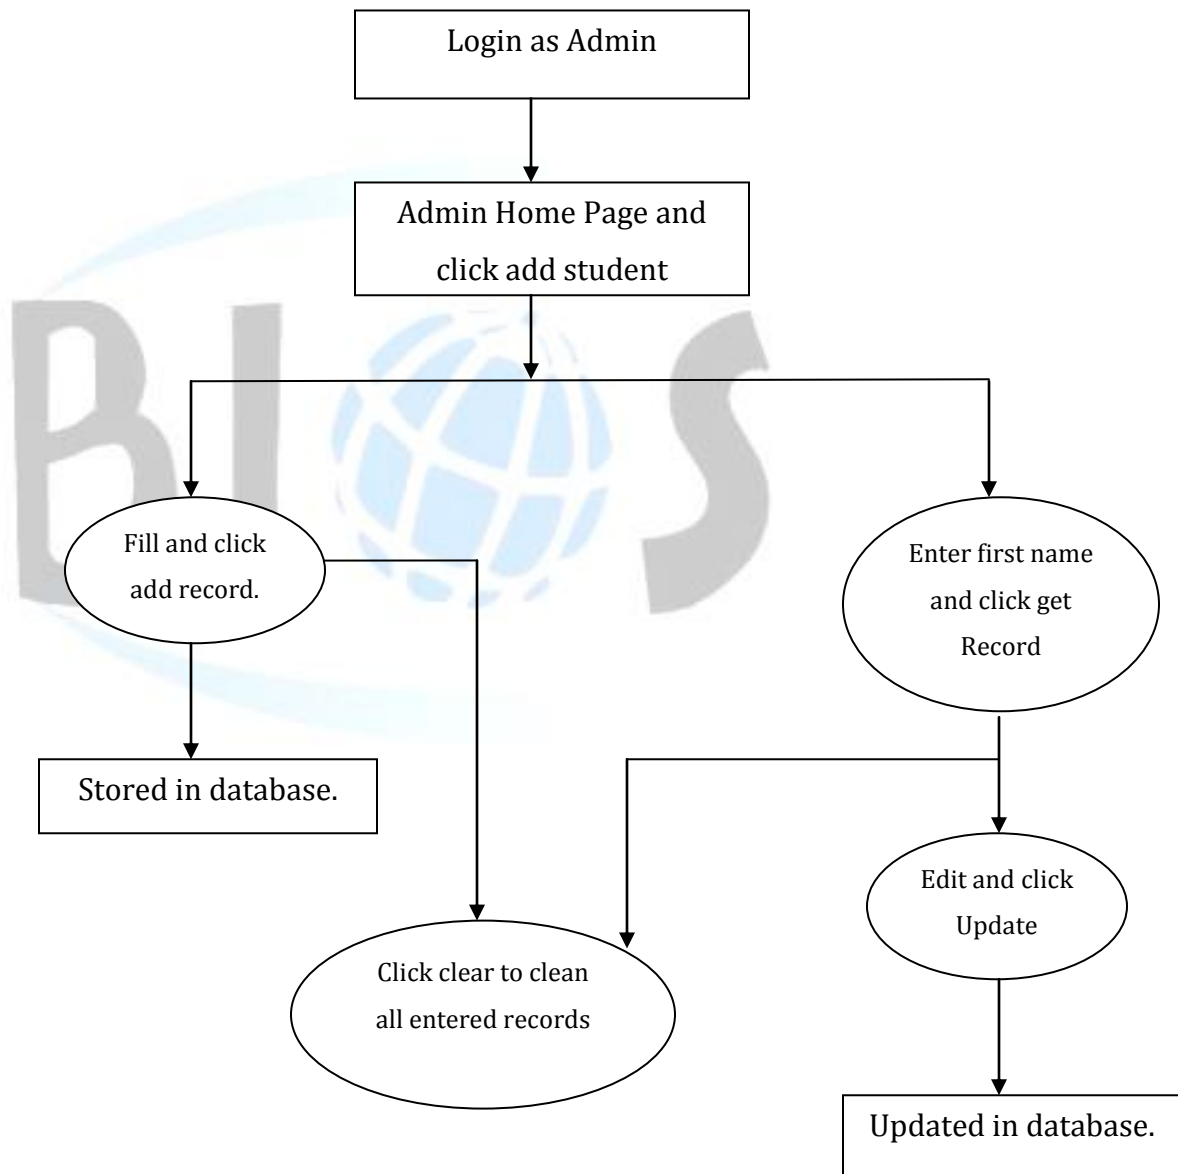 Login as Admin
Admin Home Page and
click add student
BIOS
Fill and click
add record.
Enter first name
and click get
Record
Stored in database.
Edit and click
Update
Click clear to clean
all entered records
Updated in database.